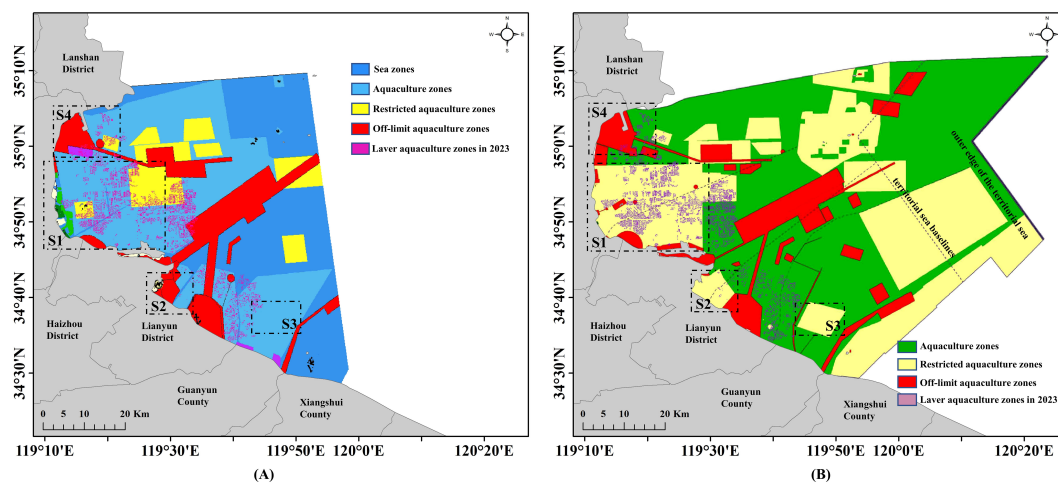 N
W E
S
35°10'N
35°0'N
34°50'N
34°40'N
34°30'N
Lanshan
District
S4
S1
S2
S3
Haizhou
District
Lianyun
District
Guanyun
County
Xiangshui
County
Sea zones
Aquaculture zones
Restricted aquaculture zones
Off-limit aquaculture zones
Laver aquaculture zones in 2023
0 5 10 20 Km
119°10'E 119°30'E 119°50'E 120°0'E 120°20'E
(A)
N
W E
S
35°10'N
35°0'N
34°50'N
34°40'N
34°30'N
Lanshan
District
S4
S1
S2
S3
outer edge of the territorial sea
territorial sea baselines
Haizhou
District
Lianyun
District
Guanyun
County
Xiangshui
County
Aquaculture zones
Restricted aquaculture zones
Off-limit aquaculture zones
Laver aquaculture zones in 2023
0 5 10 20 Km
119°10'E 119°30'E 119°50'E 120°0'E 120°20'E
(B)